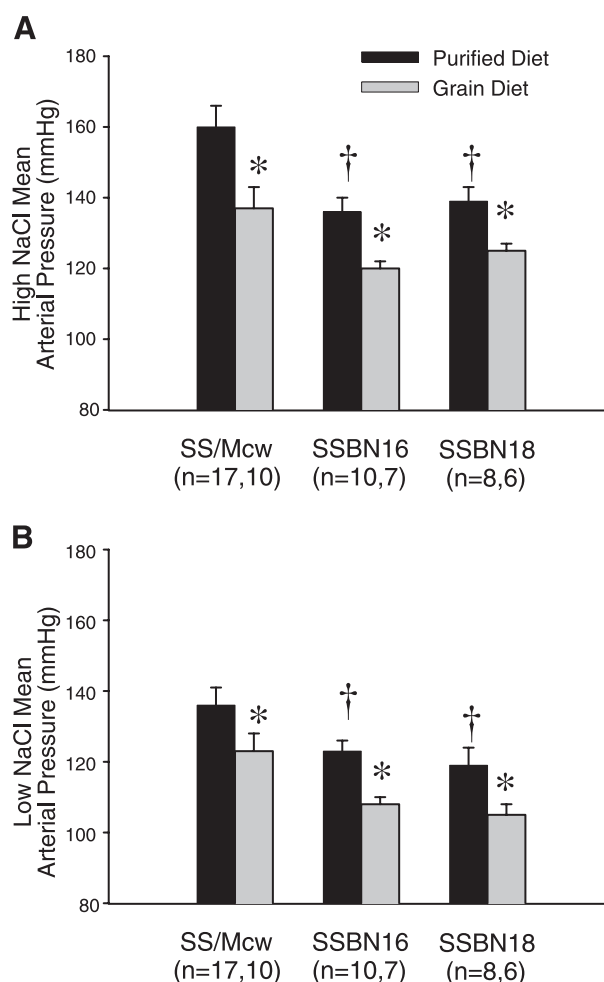 A
180
160
140
120
100
80
High NaCl Mean
Arterial Pressure (mmHg)
Purified Diet
Grain Diet
*
†
*
†
*
SS/Mcw
SSBN16
SSBN18
(n=17,10)
(n=10,7)
(n=8,6)
B
180
160
140
120
100
80
Low NaCl Mean
Arterial Pressure (mmHg)
*
†
*
†
*
SS/Mcw
SSBN16
SSBN18
(n=17,10)
(n=10,7)
(n=8,6)